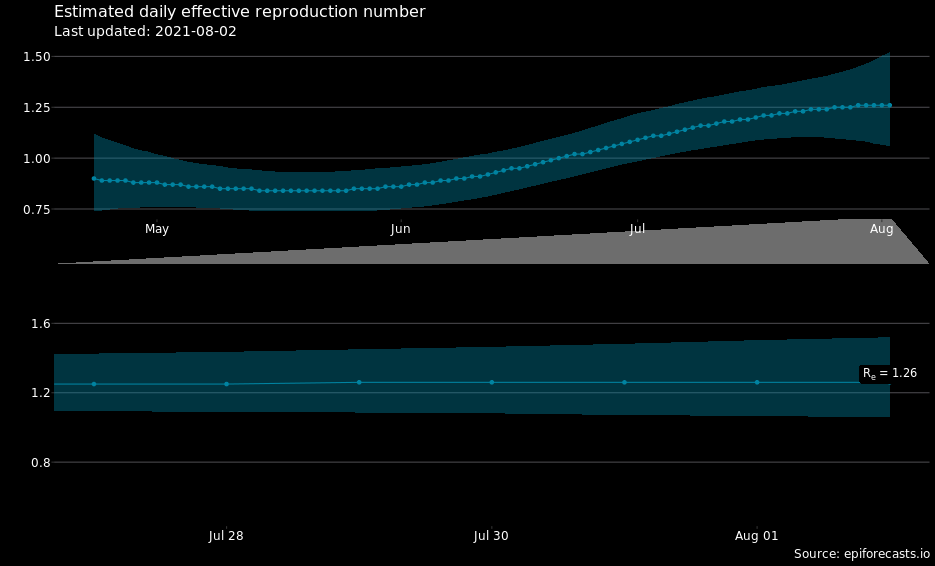 Estimated daily effective reproduction number
Last updated: 2021-08-02
1.50
1.25
1.00
0.75
May Jun Jul Aug
1.6
1.2
0.8
Re = 1.26
Jul 28 Jul 30 Aug 01
Source: epiforecasts.io